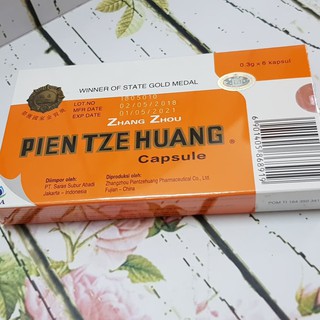 WINNER OF STATE GOLD MEDAL
0.3g x 6 kapsul
LOT.NO
MFR DATE 02/05/2018
EXP.DATE 01/05/2021
ZHANG ZHOU
PIEN TZE HUANG
Capsule
Diimpor oleh:
PT. Saras Subur Abadi
Jakarta - Indonesia
Diproduksi oleh:
Zhangzhou Pientzehuang Pharmaceutical Co., Ltd
Fujian - China